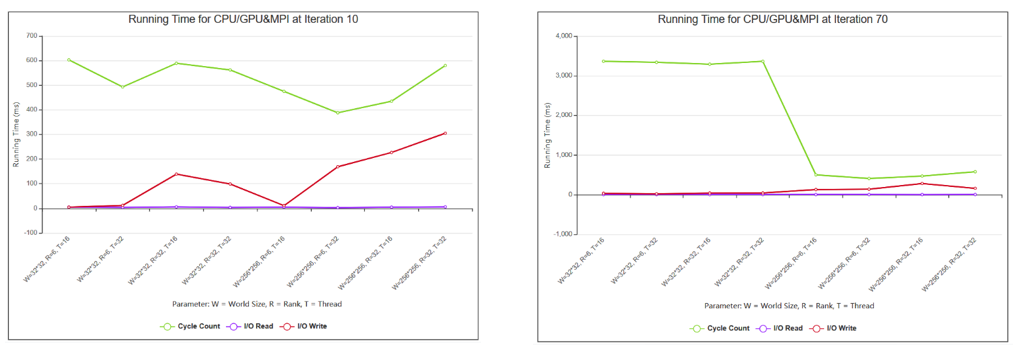 Running Time for CPU/GPU&MPI at Iteration 10
700
600
500
400
300
200
100
0
-100
Running Time (ms)
W=32*32, R=6, T=16
W=32*32, R=6, T=32
W=32*32, R=32, T=16
W=32*32, R=32, T=32
W=256*256, R=6, T=16
W=256*256, R=6, T=32
W=256*256, R=32, T=16
W=256*256, R=32, T=32
Parameter: W = World Size, R = Rank, T = Thread
Cycle Count I/O Read I/O Write
Running Time for CPU/GPU&MPI at Iteration 70
4,000
3,000
2,000
1,000
0
-1,000
Running Time (ms)
W=32*32, R=6, T=16
W=32*32, R=6, T=32
W=32*32, R=32, T=16
W=32*32, R=32, T=32
W=256*256, R=6, T=16
W=256*256, R=6, T=32
W=256*256, R=32, T=16
W=256*256, R=32, T=32
Parameter: W = World Size, R = Rank, T = Thread
Cycle Count I/O Read I/O Write